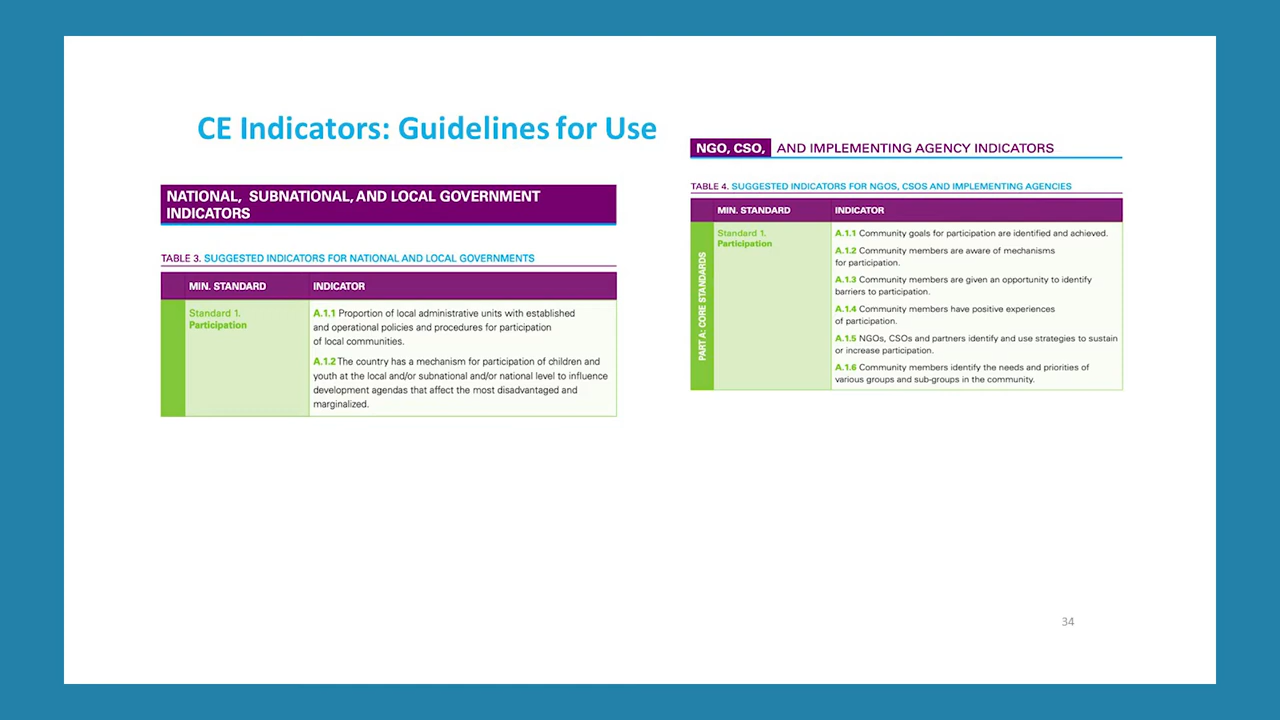 CE Indicators: Guidelines for Use
NATIONAL, SUBNATIONAL, AND LOCAL GOVERNMENT
INDICATORS
TABLE 3. SUGGESTED INDICATORS FOR NATIONAL AND LOCAL GOVERNMENTS
MIN. STANDARD INDICATOR
Standard 1.
Participation
A.1.1 Proportion of local administrative units with established
and operational policies and procedures for participation
of local communities.
A.1.2 The country has a mechanism for participation of children and
youth at the local and/or subnational and/or national level to influence
development agendas that affect the most disadvantaged and
marginalized.
NGO, CSO, AND IMPLEMENTING AGENCY INDICATORS
TABLE 4. SUGGESTED INDICATORS FOR NGOS, CSOS AND IMPLEMENTING AGENCIES
MIN. STANDARD INDICATOR
PART A: CORE STANDARDS
Standard 1.
Participation
A.1.1 Community goals for participation are identified and achieved.
A.1.2 Community members are aware of mechanisms
for participation.
A.1.3 Community members are given an opportunity to identify
barriers to participation.
A.1.4 Community members have positive experiences
of participation.
A.1.5 NGOs, CSOs and partners identify and use strategies to sustain
or increase participation.
A.1.6 Community members identify the needs and priorities of
various groups and sub-groups in the community.
34